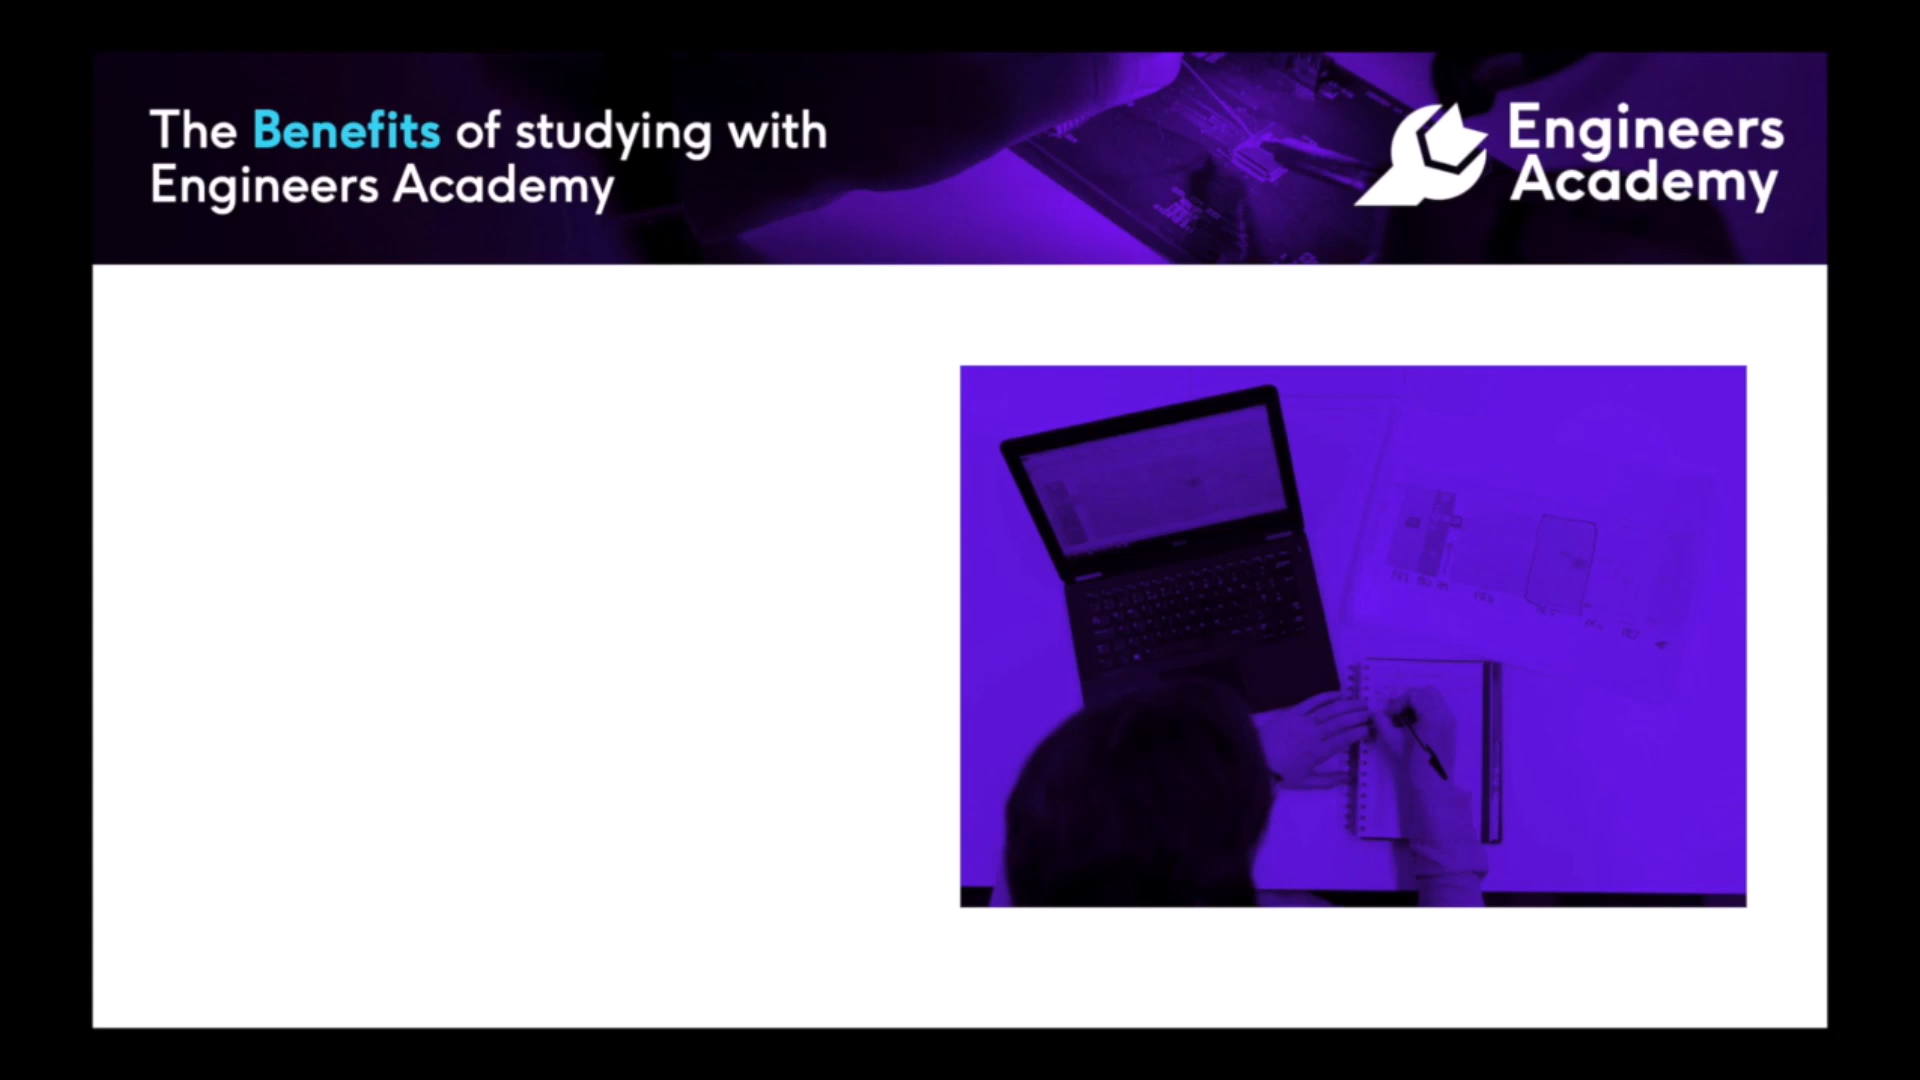 The Benefits of studying with
Engineers Academy
Engineers
Academy